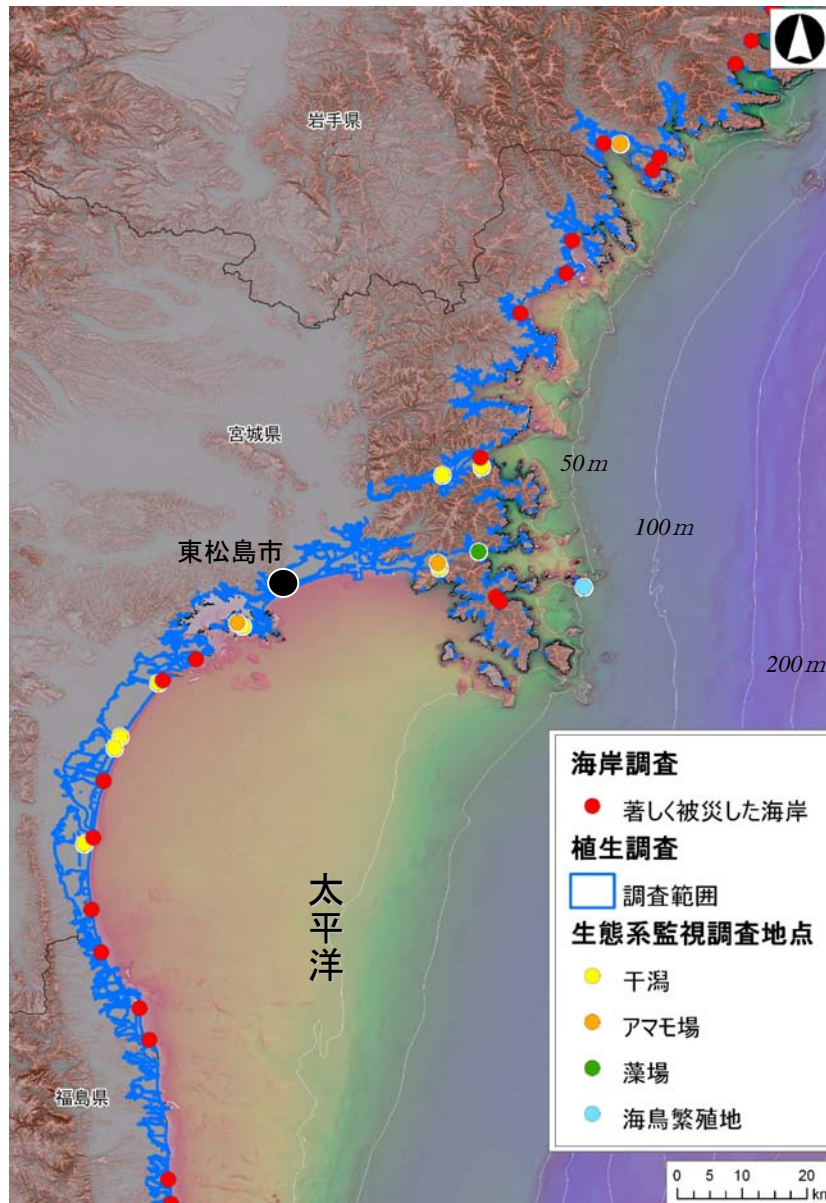 岩手県
宮城県
50m
100m
東松島市
200m
太平洋
福島県
海岸調査
著しく被災した海岸
植生調査
調査範囲
生態系監視調査地点
干潟
アマモ場
藻場
海鳥繁殖地
0 5 10 20
km